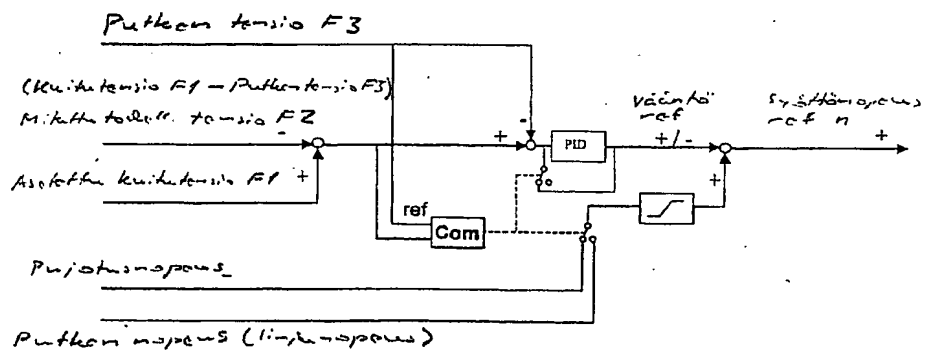 Putken tensio F3
(Kuitutensio F1 - Putkentensio F3)
Mitattu todell. tensio F2
Asetettu kuitutensio F1
vääntö
ref
+/-
syöttönopeus
ref n
+
-
-
+
+
PID
+
ref
Com
Pujotusnopeus
Putken nopeus (linjanopeus)